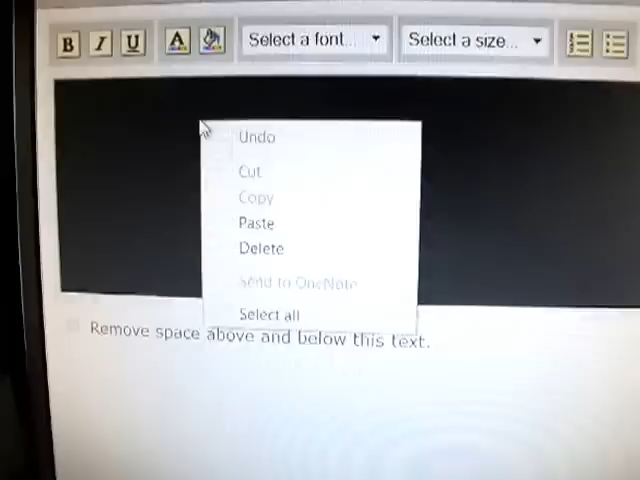 B I U A Select a font... Select a size...
Undo
Cut
Copy
Paste
Delete
Send to OneNote
Select all
Remove space above and below this text.